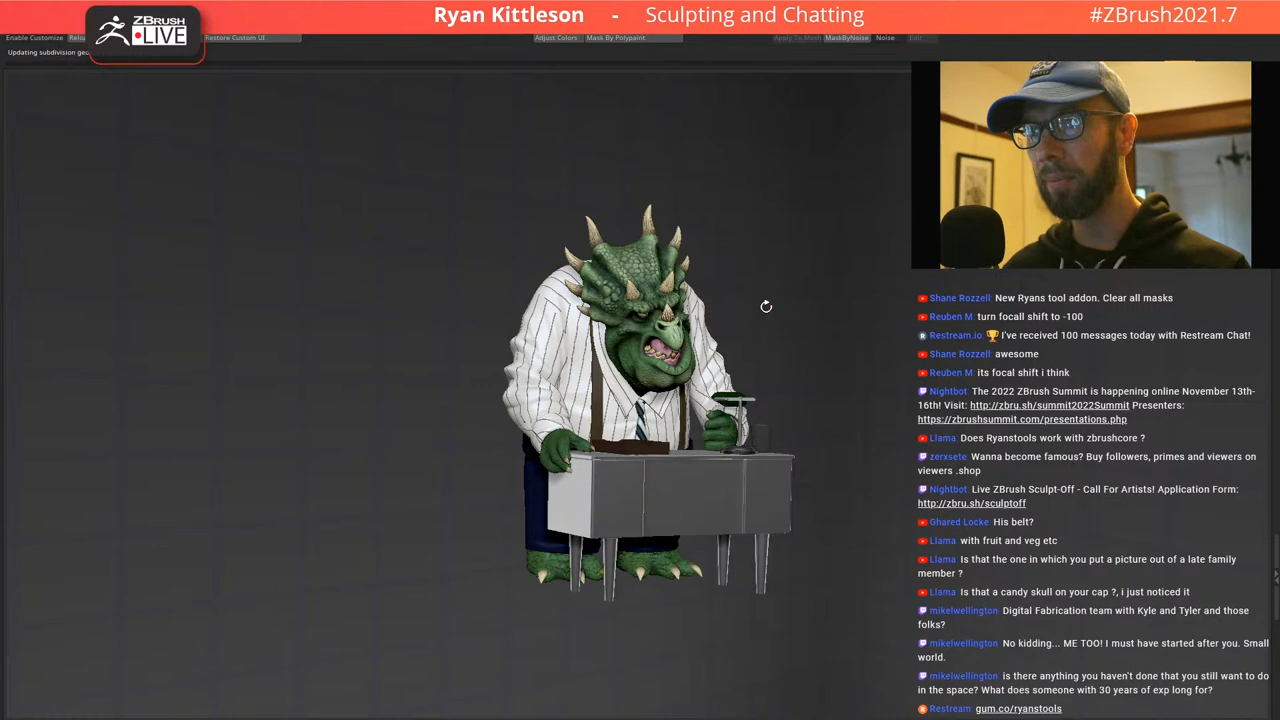 Ryan Kittleson - Sculpting and Chatting #ZBrush2021.7
ZBRUSH
LIVE
Enable Customize Restore Custom UI Adjust Colors Mask By Polypaint Apply To Mesh MaskByNoise Noise Edit
Updating subdivision
Shane Rozzell: New Ryans tool addon. Clear all masks
Reuben M: turn focall shift to -100
Restream.io: 🏆 I've received 100 messages today with Restream Chat!
Shane Rozzell: awesome
Reuben M: its focal shift i think
Nightbot: The 2022 ZBrush Summit is happening online November 13th-
16th! Visit: http://zbru.sh/summit2022Summit Presenters:
https://zbrushsummit.com/presentations.php
Llama: Does Ryanstools work with zbrushcore ?
zerxsete: Wanna become famous? Buy followers, primes and viewers on
viewers .shop
Nightbot: Live ZBrush Sculpt-Off - Call For Artists! Application Form:
http://zbru.sh/sculptoff
Ghared Locke: His belt?
Llama: with fruit and veg etc
Llama: Is that the one in which you put a picture out of a late family
member ?
Llama: Is that a candy skull on your cap ?, i just noticed it
mikelwellington: Digital Fabrication team with Kyle and Tyler and those
folks?
mikelwellington: No kidding... ME TOO! I must have started after you. Small
world.
mikelwellington: is there anything you haven't done that you still want to do
in the space? What does someone with 30 years of exp long for?
Restream: gum.co/ryanstools